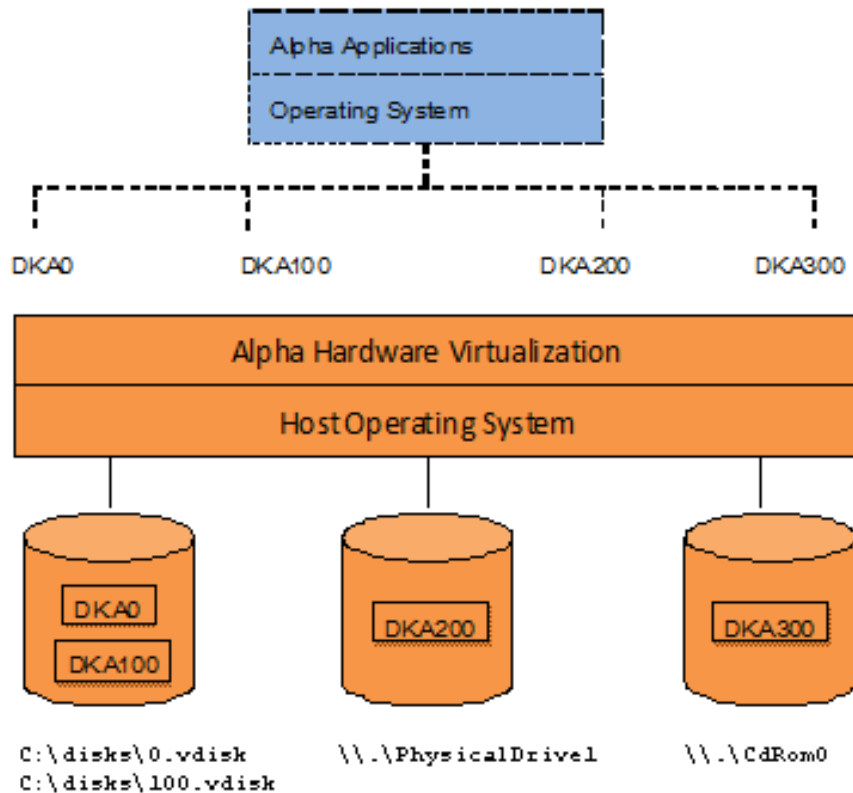 Alpha Applications
Operating System
DKA0 DKA100 DKA200 DKA300
Alpha Hardware Virtualization
Host Operating System
DKA0
DKA100
DKA200
DKA300
C:\disks\0.vdisk
C:\disks\100.vdisk
\\.\PhysicalDrive1
\\.\CdRom0